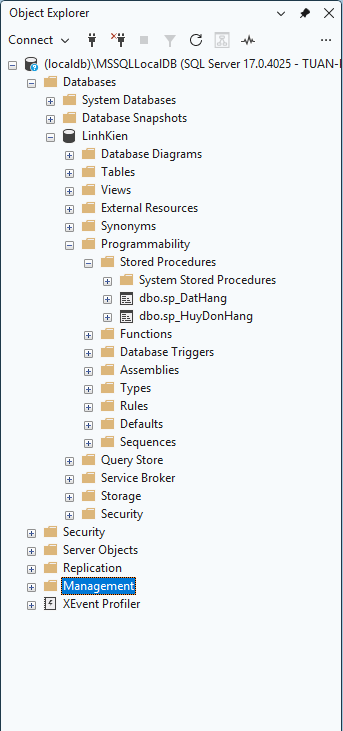 Object Explorer
Connect
(localdb)\MSSQLLocalDB (SQL Server 17.0.4025 - TUAN-
Databases
System Databases
Database Snapshots
LinhKien
Database Diagrams
Tables
Views
External Resources
Synonyms
Programmability
Stored Procedures
System Stored Procedures
dbo.sp_DatHang
dbo.sp_HuyDonHang
Functions
Database Triggers
Assemblies
Types
Rules
Defaults
Sequences
Query Store
Service Broker
Storage
Security
Security
Server Objects
Replication
Management
XEvent Profiler